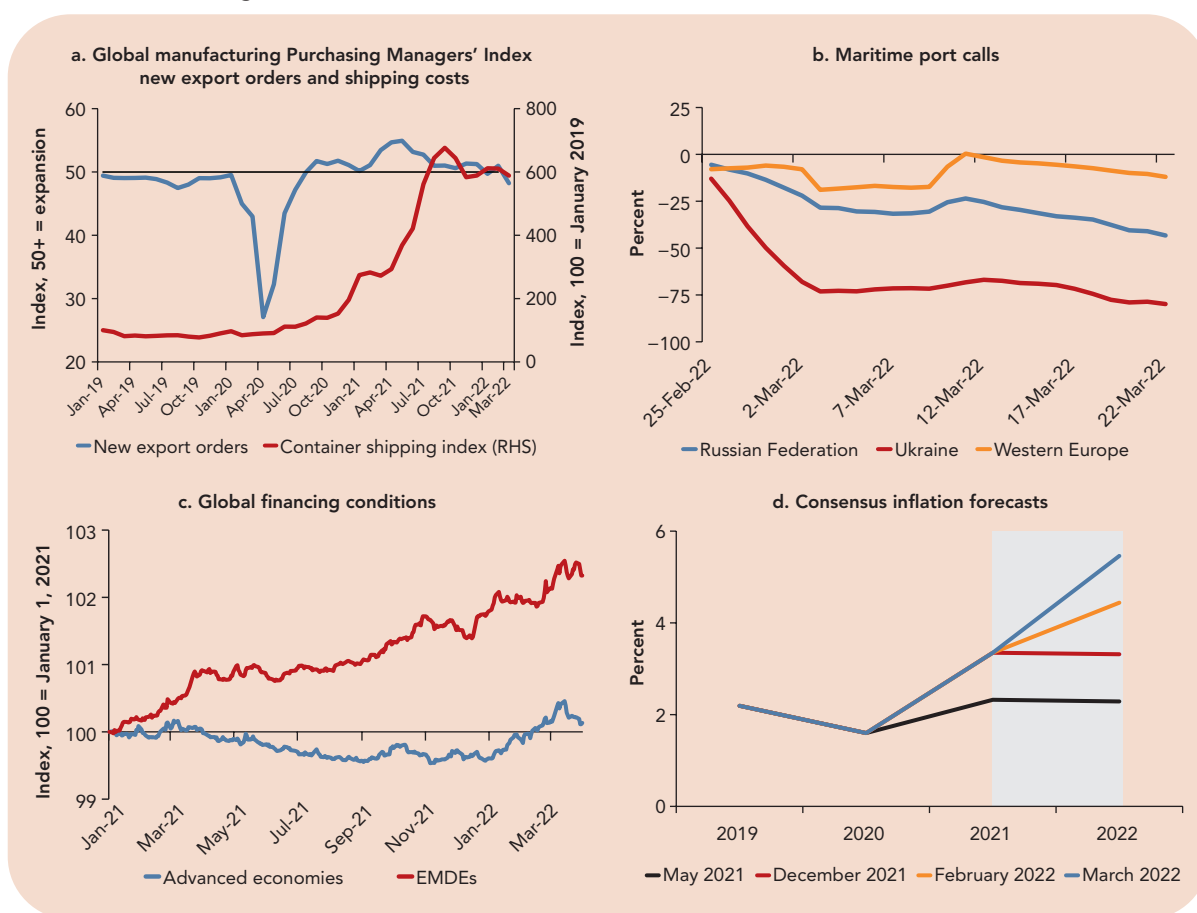 a. Global manufacturing Purchasing Managers' Index
new export orders and shipping costs
Index, 50+ = expansion
60
50
40
30
20
800
600
400
200
0
Index, 100 = January 2019
Jan-19
Apr-19
Jul-19
Oct-19
Jan-20
Apr-20
Jul-20
Oct-20
Jan-21
Apr-21
Jul-21
Oct-21
Jan-22
Mar-22
New export orders
Container shipping index (RHS)
b. Maritime port calls
Percent
25
0
−25
−50
−75
−100
25-Feb-22
2-Mar-22
7-Mar-22
12-Mar-22
17-Mar-22
22-Mar-22
Russian Federation
Ukraine
Western Europe
c. Global financing conditions
Index, 100 = January 1, 2021
103
102
101
100
99
Jan-21
Mar-21
May-21
Jul-21
Sep-21
Nov-21
Jan-22
Mar-22
Advanced economies
EMDEs
d. Consensus inflation forecasts
Percent
6
4
2
0
2019
2020
2021
2022
May 2021
December 2021
February 2022
March 2022